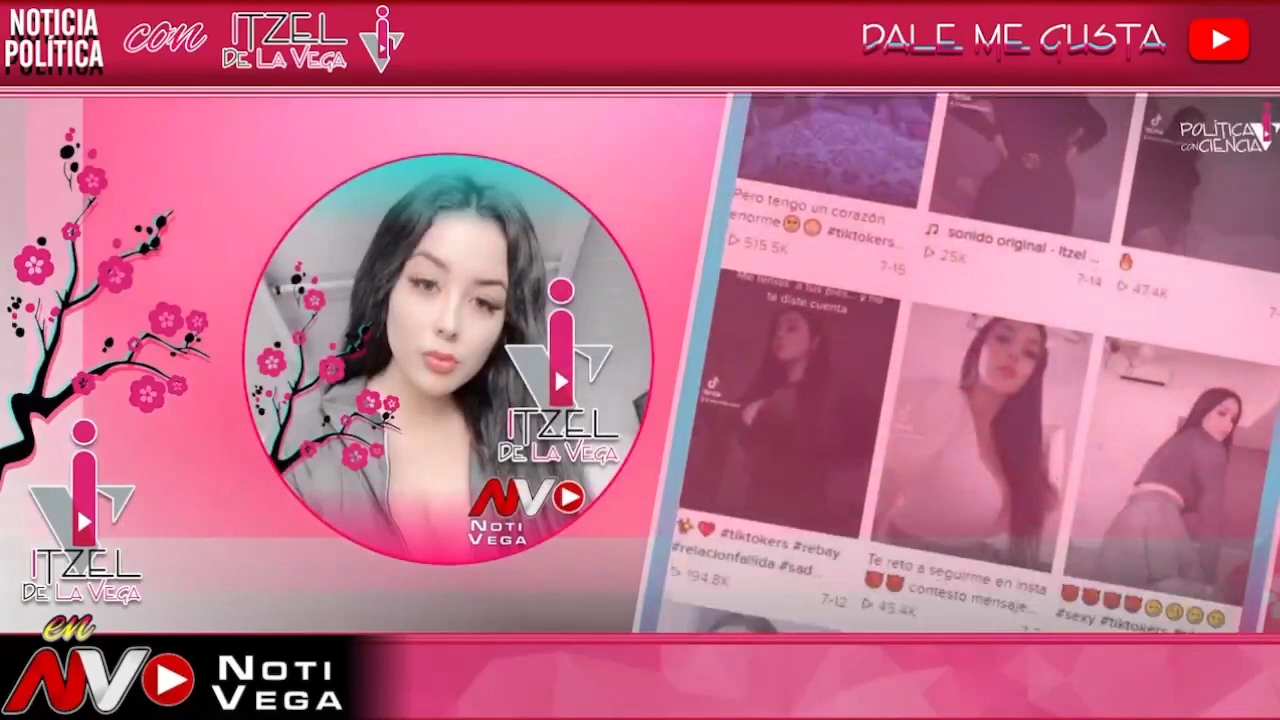 NOTICIA
POLÍTICA
con
ITZEL
DE LA VEGA
DALE ME GUSTA
POLÍTICA
CON CIENCIA
Pero tengo un corazón
enorme🥺 #tiktokers...
515.5K
7-15
sonido original - Itzel ...
25K
7-14
47.4K
te diste cuenta
ITZEL
DE LA VEGA
NV
NOTI
VEGA
#tiktokers #rebay
#relacionfallida #sad...
194.8K
7-12
Te reto a seguirme en insta
contesto mensaje...
45.4K
#sexy #tiktokers
ITZEL
DE LA VEGA
en
NV
NOTI
VEGA